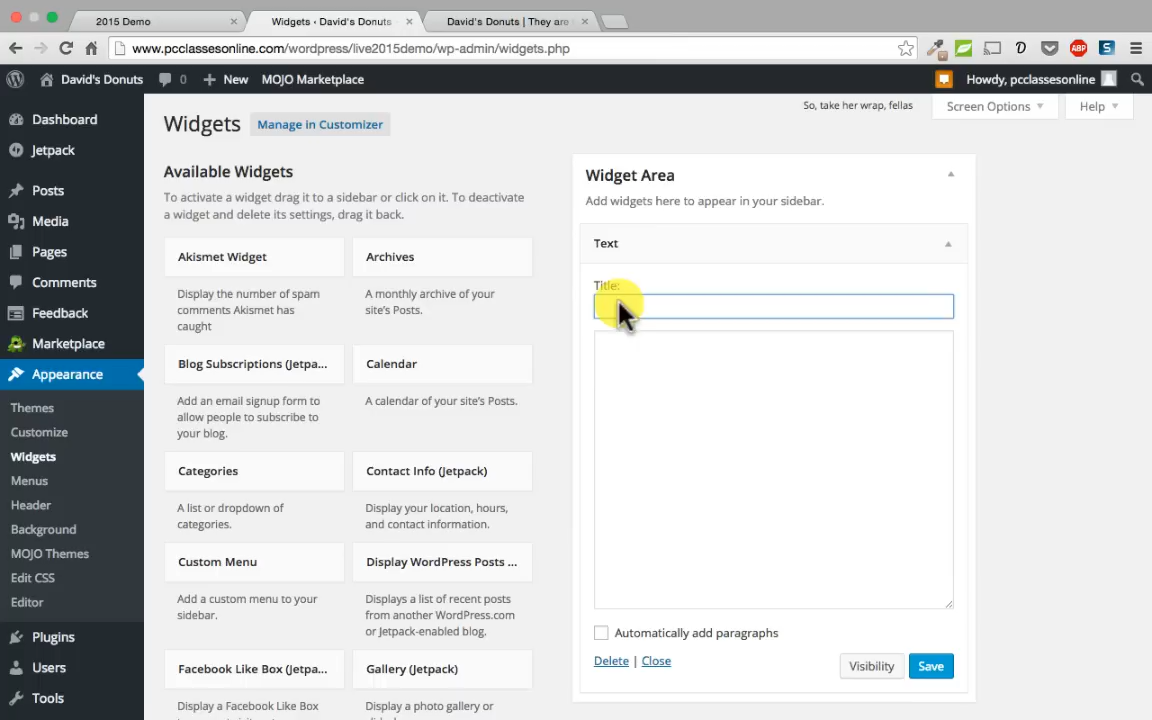 2015 Demo
Widgets ‹ David's Donuts
David's Donuts | They are
www.pcclassesonline.com/wordpress/live2015demo/wp-admin/widgets.php
ABP
David's Donuts
0
New
MOJO Marketplace
Howdy, pcclassesonline
Dashboard
Jetpack
Posts
Media
Pages
Comments
Feedback
Marketplace
Appearance
Themes
Customize
Widgets
Menus
Header
Background
MOJO Themes
Edit CSS
Editor
Plugins
Users
Tools
So, take her wrap, fellas
Screen Options
Help
Widgets
Manage in Customizer
Available Widgets
To activate a widget drag it to a sidebar or click on it. To deactivate
a widget and delete its settings, drag it back.
Akismet Widget
Display the number of spam
comments Akismet has
caught
Archives
A monthly archive of your
site's Posts.
Blog Subscriptions (Jetpa...
Add an email signup form to
allow people to subscribe to
your blog.
Calendar
A calendar of your site's Posts.
Categories
A list or dropdown of
categories.
Contact Info (Jetpack)
Display your location, hours,
and contact information.
Custom Menu
Add a custom menu to your
sidebar.
Display WordPress Posts ...
Displays a list of recent posts
from another WordPress.com
or Jetpack-enabled blog.
Facebook Like Box (Jetpa...
Display a Facebook Like Box
Gallery (Jetpack)
Display a photo gallery or
Widget Area
Add widgets here to appear in your sidebar.
Text
Title:
Automatically add paragraphs
Delete | Close
Visibility
Save